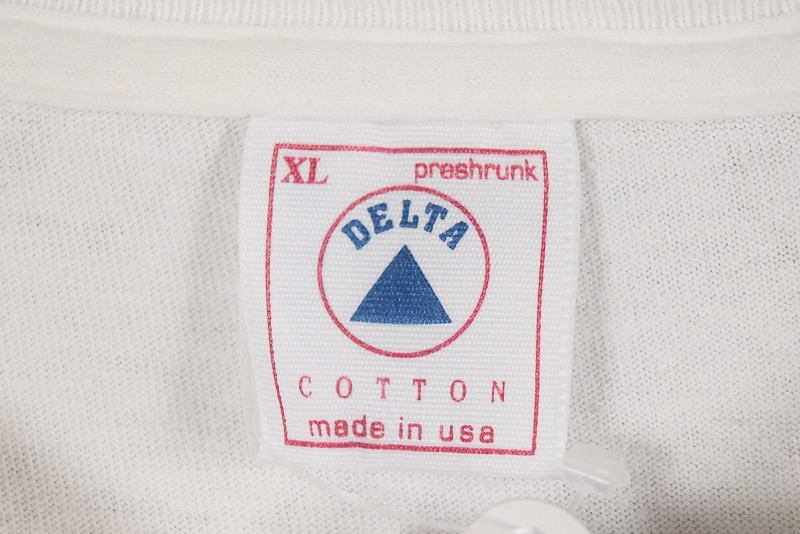 XL preshrunk
DELTA
COTTON
made in usa